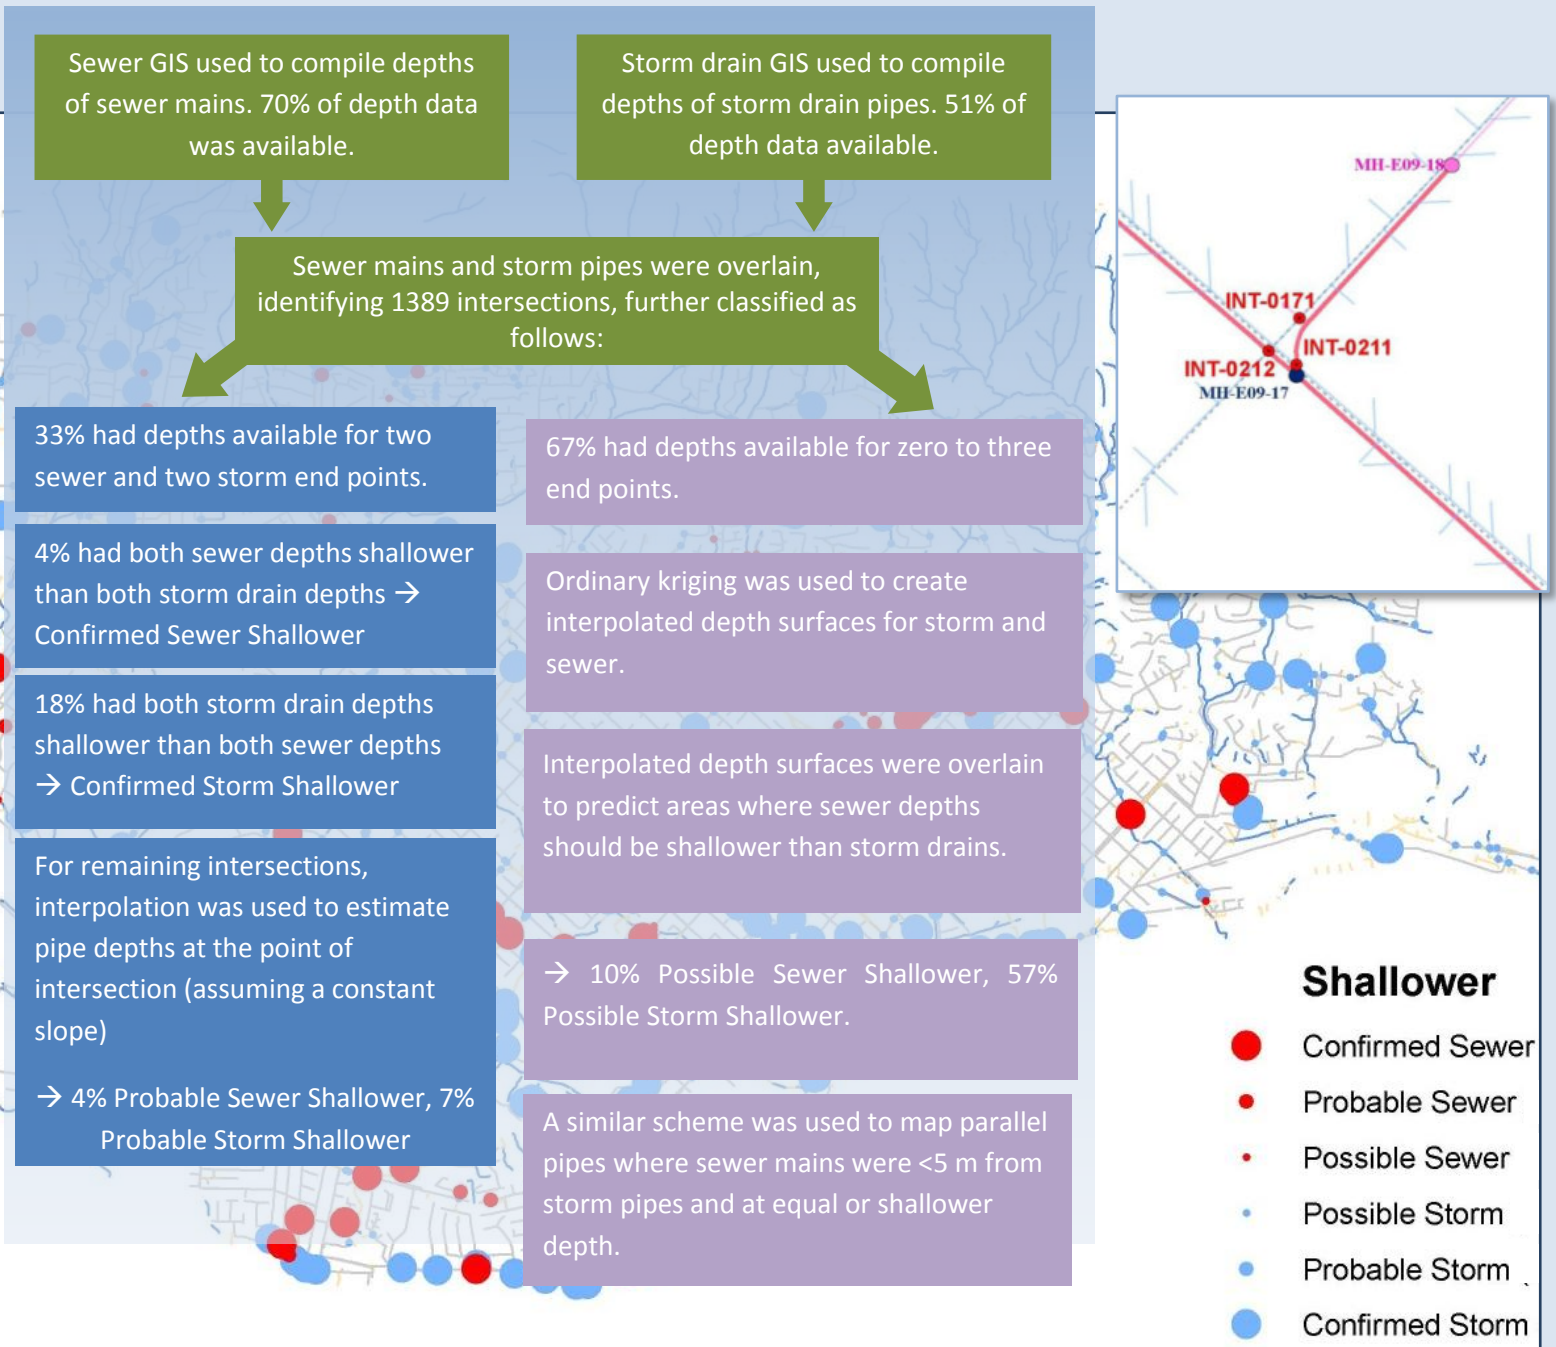 Sewer GIS used to compile depths
of sewer mains. 70% of depth data
was available.
Storm drain GIS used to compile
depths of storm drain pipes. 51% of
depth data available.
Sewer mains and storm pipes were overlain,
identifying 1389 intersections, further classified as
follows:
33% had depths available for two
sewer and two storm end points.
4% had both sewer depths shallower
than both storm drain depths →
Confirmed Sewer Shallower
18% had both storm drain depths
shallower than both sewer depths
→ Confirmed Storm Shallower
For remaining intersections,
interpolation was used to estimate
pipe depths at the point of
intersection (assuming a constant
slope)
→ 4% Probable Sewer Shallower, 7%
Probable Storm Shallower
67% had depths available for zero to three
end points.
Ordinary kriging was used to create
interpolated depth surfaces for storm and
sewer.
Interpolated depth surfaces were overlain
to predict areas where sewer depths
should be shallower than storm drains.
→ 10% Possible Sewer Shallower, 57%
Possible Storm Shallower.
A similar scheme was used to map parallel
pipes where sewer mains were <5 m from
storm pipes and at equal or shallower
depth.
MH-E09-18
INT-0171
INT-0211
INT-0212
MH-E09-17
Shallower
Confirmed Sewer
Probable Sewer
Possible Sewer
Possible Storm
Probable Storm
Confirmed Storm